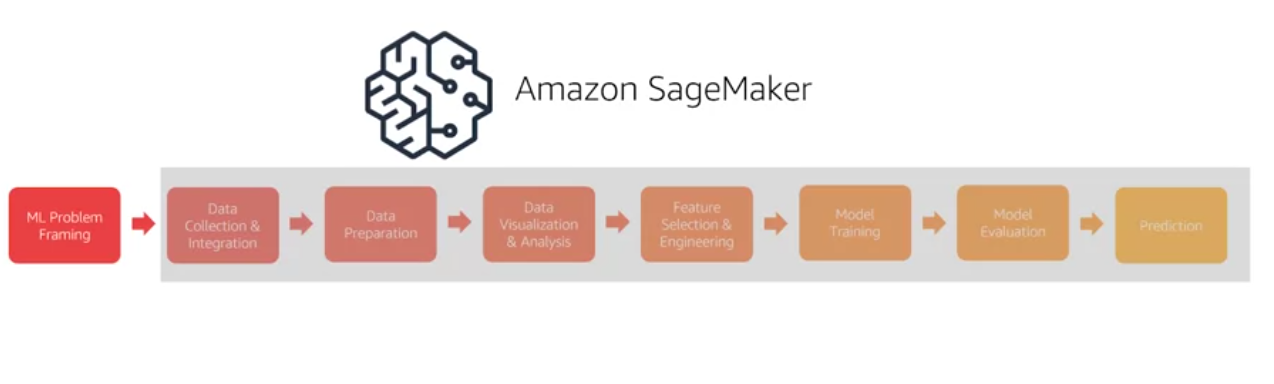 Amazon SageMaker
ML Problem
Framing
Data
Collection &
Integration
Data
Preparation
Data
Visualization
& Analysis
Feature
Selection &
Engineering
Model
Training
Model
Evaluation
Prediction